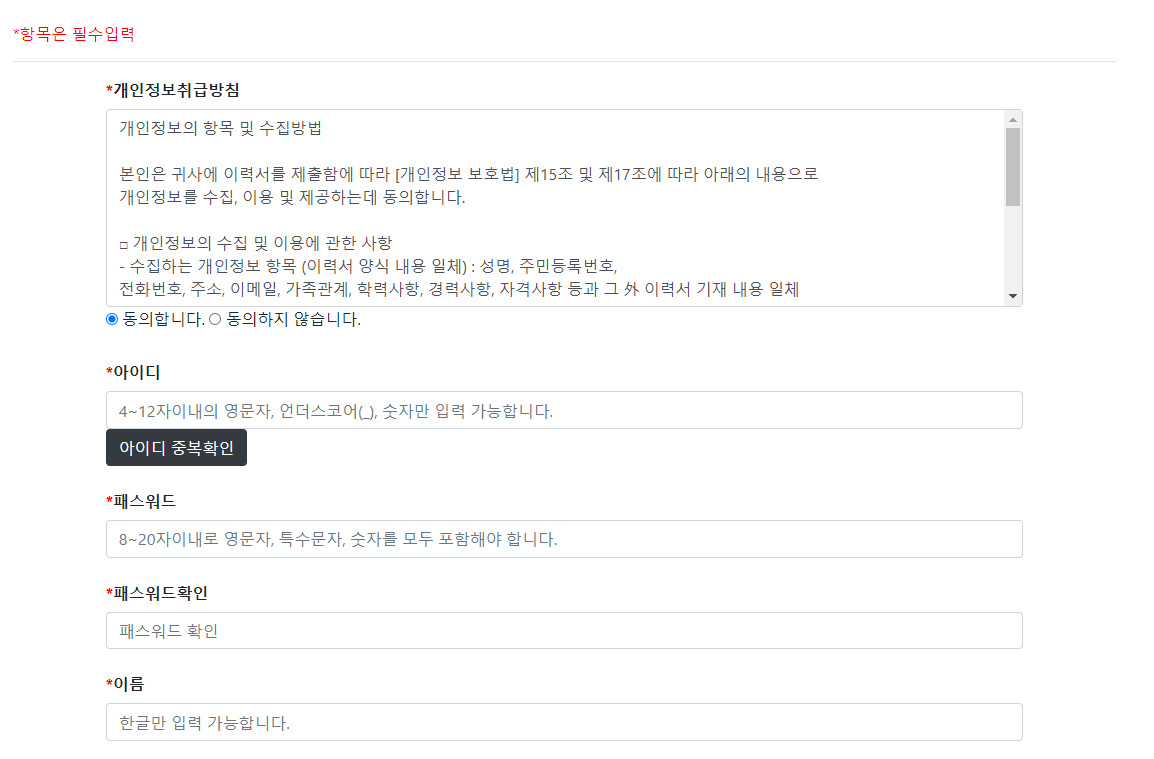 *항목은 필수입력
*개인정보취급방침
개인정보의 항목 및 수집방법
본인은 귀사에 이력서를 제출함에 따라 [개인정보 보호법] 제15조 및 제17조에 따라 아래의 내용으로
개인정보를 수집, 이용 및 제공하는데 동의합니다.
□ 개인정보의 수집 및 이용에 관한 사항
- 수집하는 개인정보 항목 (이력서 양식 내용 일체) : 성명, 주민등록번호,
전화번호, 주소, 이메일, 가족관계, 학력사항, 경력사항, 자격사항 등과 그 外 이력서 기재 내용 일체
동의합니다. 동의하지 않습니다.
*아이디
4~12자이내의 영문자, 언더스코어(_), 숫자만 입력 가능합니다.
아이디 중복확인
*패스워드
8~20자이내로 영문자, 특수문자, 숫자를 모두 포함해야 합니다.
*패스워드확인
패스워드 확인
*이름
한글만 입력 가능합니다.